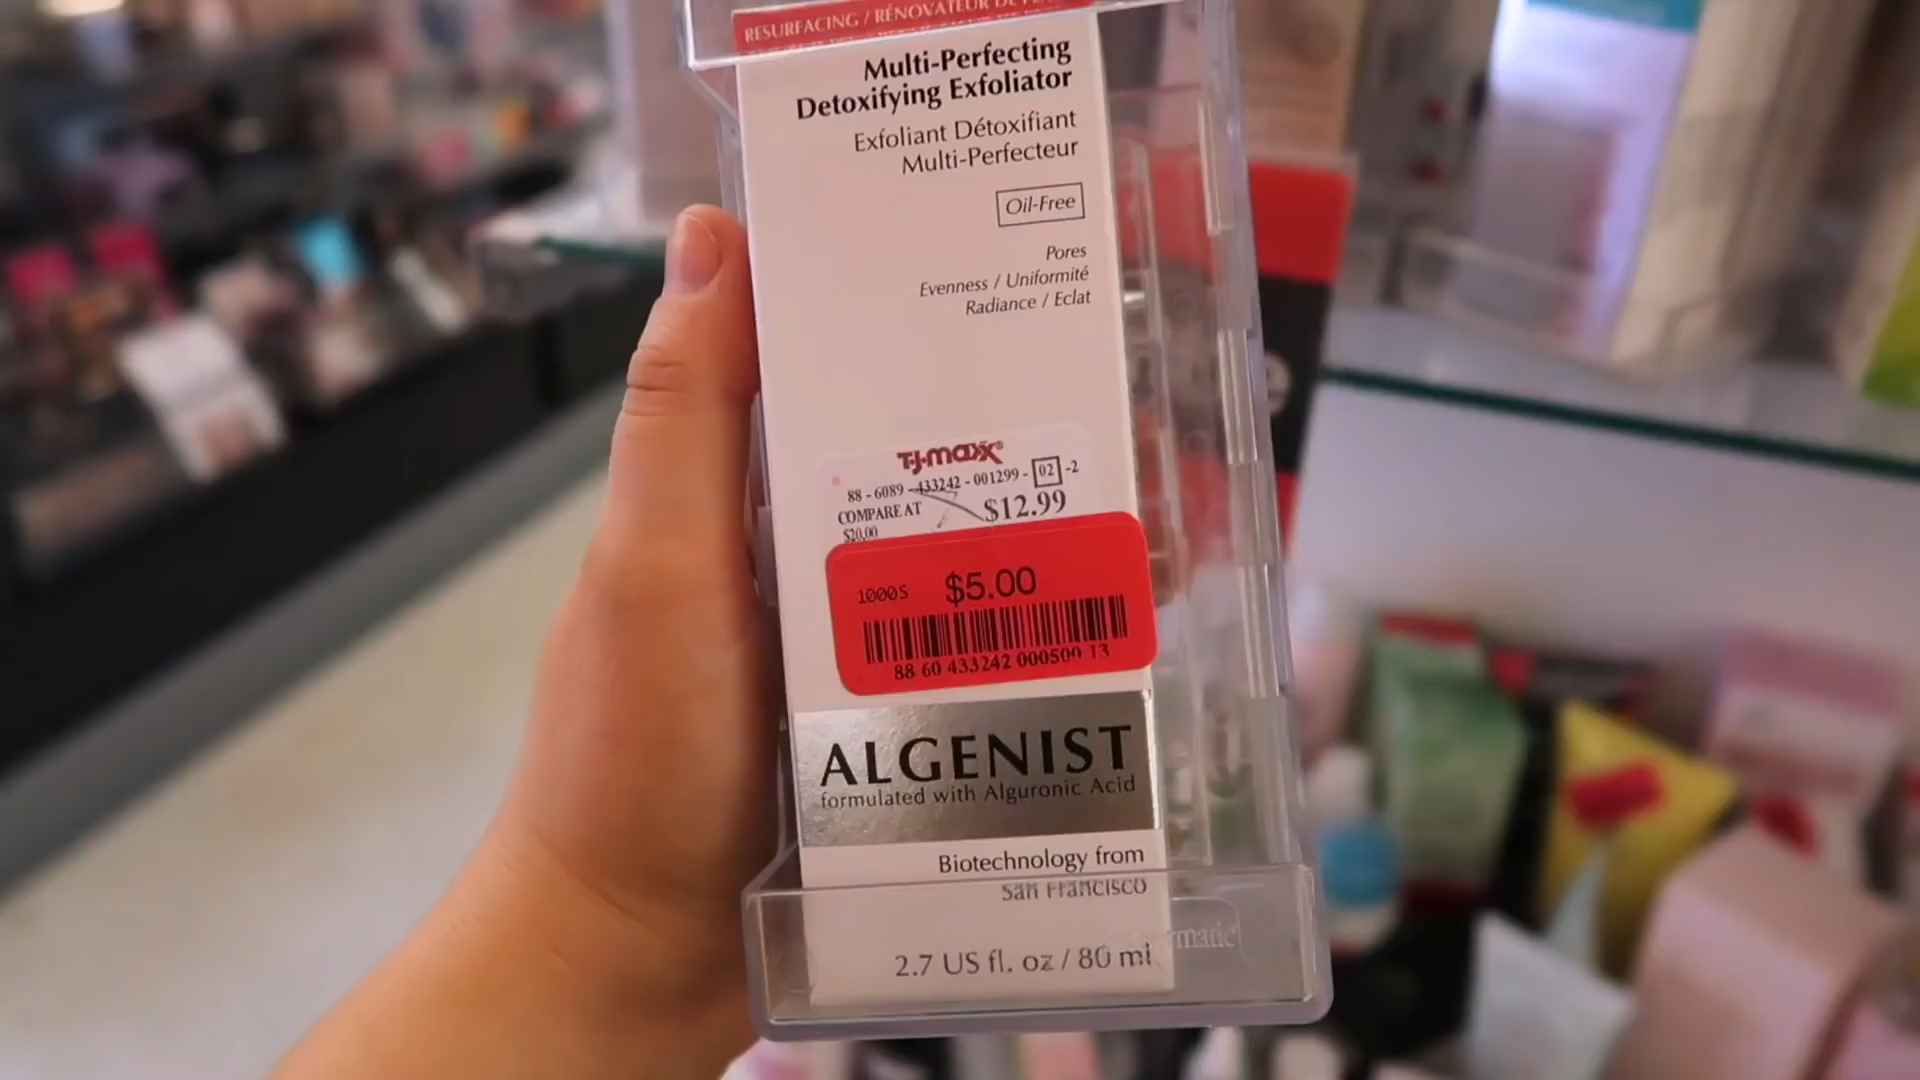 RESURFACING / RÉNOVATEUR
Multi-Perfecting
Detoxifying Exfoliator
Exfoliant Détoxifiant
Multi-Perfecteur
Oil-Free
Pores
Evenness / Uniformité
Radiance / Eclat
T·J·maxx®
88 - 6089 - 433242 - 001299 - 02 -2
COMPARE AT $12.99
$20.00
1000S $5.00
88 60 433242 000500 13
ALGENIST
formulated with Alguronic Acid
Biotechnology from
San Francisco
2.7 US fl. oz / 80 ml